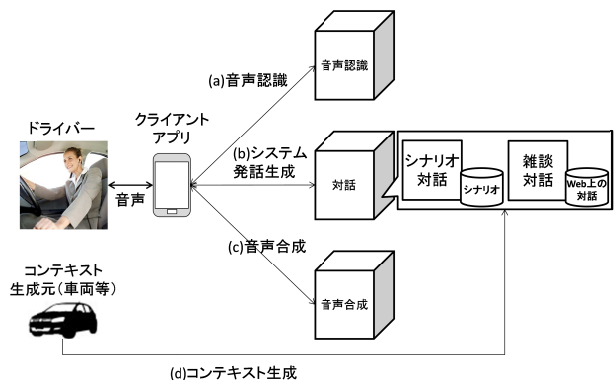 (a)音声認識
音声認識
ドライバー
クライアント
アプリ
音声
(b)システム
発話生成
対話
シナリオ
対話
シナリオ
雑談
対話
Web上の
対話
(c)音声合成
音声合成
コンテキスト
生成元(車両等)
(d)コンテキスト生成